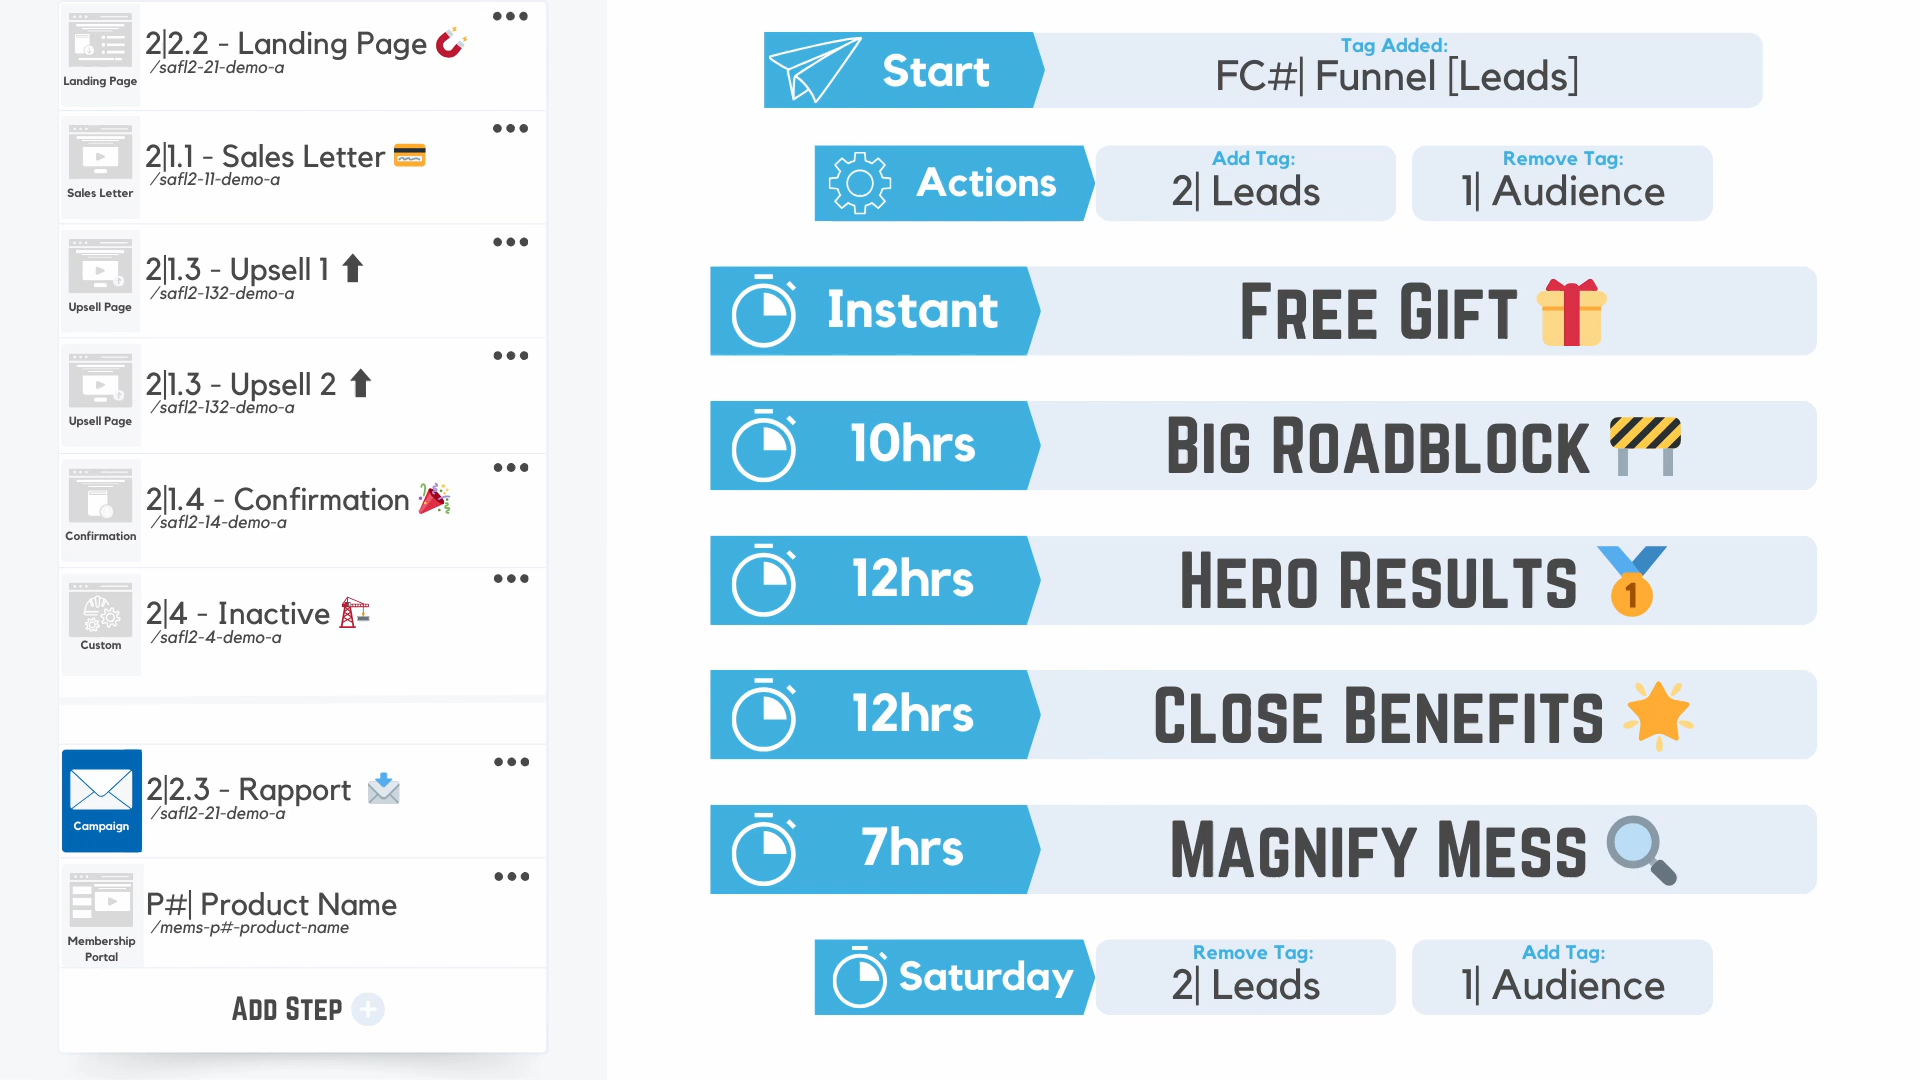 2|2.2 - Landing Page
/safl2-21-demo-a
Landing Page
2|1.1 - Sales Letter
/safl2-11-demo-a
Sales Letter
2|1.3 - Upsell 1
/safl2-132-demo-a
Upsell Page
2|1.3 - Upsell 2
/safl2-132-demo-a
Upsell Page
2|1.4 - Confirmation
/safl2-14-demo-a
Confirmation
2|4 - Inactive
/safl2-4-demo-a
Custom
2|2.3 - Rapport
/safl2-21-demo-a
Campaign
P#| Product Name
/mems-p#-product-name
Membership
Portal
ADD STEP
Start
Tag Added:
FC#| Funnel [Leads]
Actions
Add Tag:
2| Leads
Remove Tag:
1| Audience
Instant
FREE GIFT
10hrs
BIG ROADBLOCK
12hrs
HERO RESULTS
1
12hrs
CLOSE BENEFITS
7hrs
MAGNIFY MESS
Saturday
Remove Tag:
2| Leads
Add Tag:
1| Audience